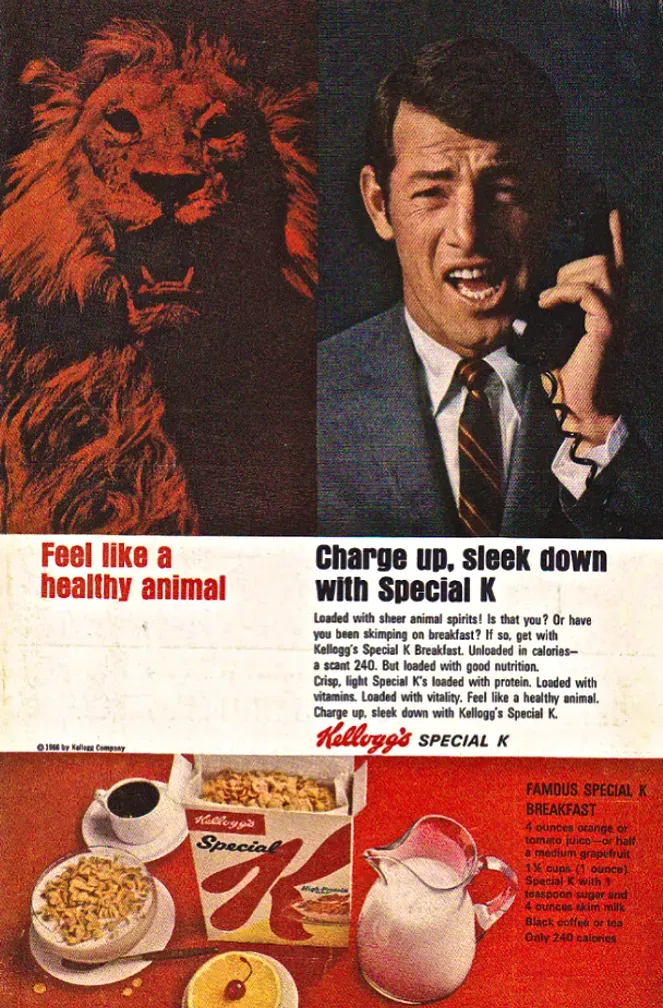 Feel like a
healthy animal
Charge up, sleek down
with Special K
Loaded with sheer animal spirits! Is that you? Or have
you been skimping on breakfast? If so, get with
Kellogg's Special K Breakfast. Unloaded in calories—
a scant 240. But loaded with good nutrition.
Crisp, light Special K's loaded with protein. Loaded with
vitamins. Loaded with vitality. Feel like a healthy animal.
Charge up, sleek down with Kellogg's Special K.
Kellogg's SPECIAL K
© 1966 by Kellogg Company
Kellogg's
Special
K
High Protein
FAMOUS SPECIAL K
BREAKFAST
4 ounces orange or
tomato juice—or half
a medium grapefruit
1¼ cups (1 ounce)
Special K with 1
teaspoon sugar and
4 ounces skim milk
Black coffee or tea
Only 240 calories